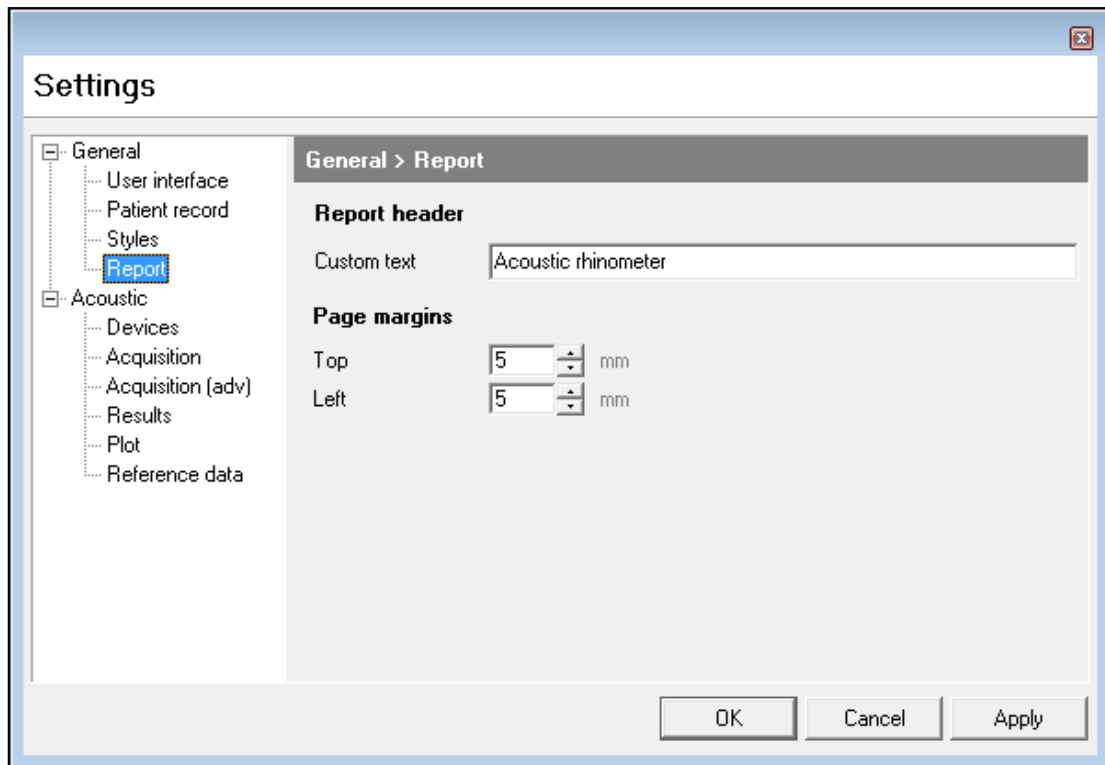 Settings
General
User interface
Patient record
Styles
Report
Acoustic
Devices
Acquisition
Acquisition (adv)
Results
Plot
Reference data
General > Report
Report header
Custom text Acoustic rhinometer
Page margins
Top 5 mm
Left 5 mm
OK Cancel Apply